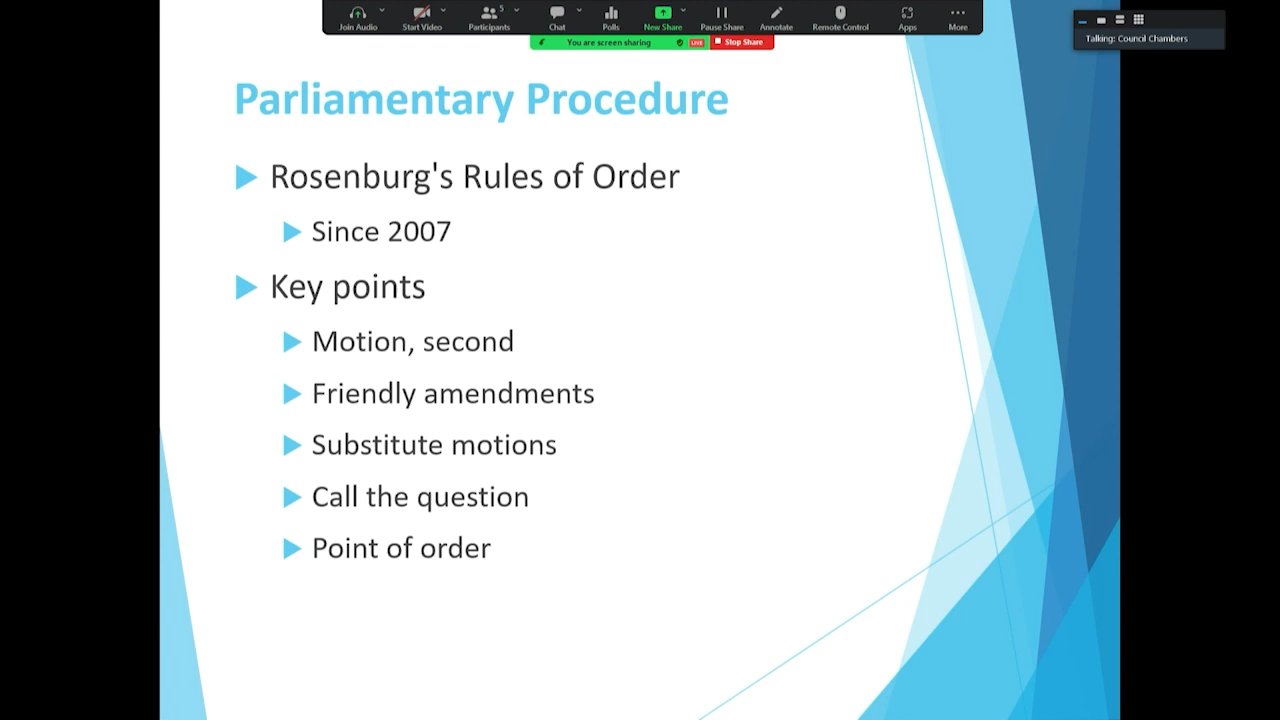 Join Audio
Start Video
5
Participants
Chat
Polls
New Share
Pause Share
Annotate
Remote Control
Apps
More
You are screen sharing
LIVE
Stop Share
Talking: Council Chambers
Parliamentary Procedure
Rosenburg's Rules of Order
Since 2007
Key points
Motion, second
Friendly amendments
Substitute motions
Call the question
Point of order